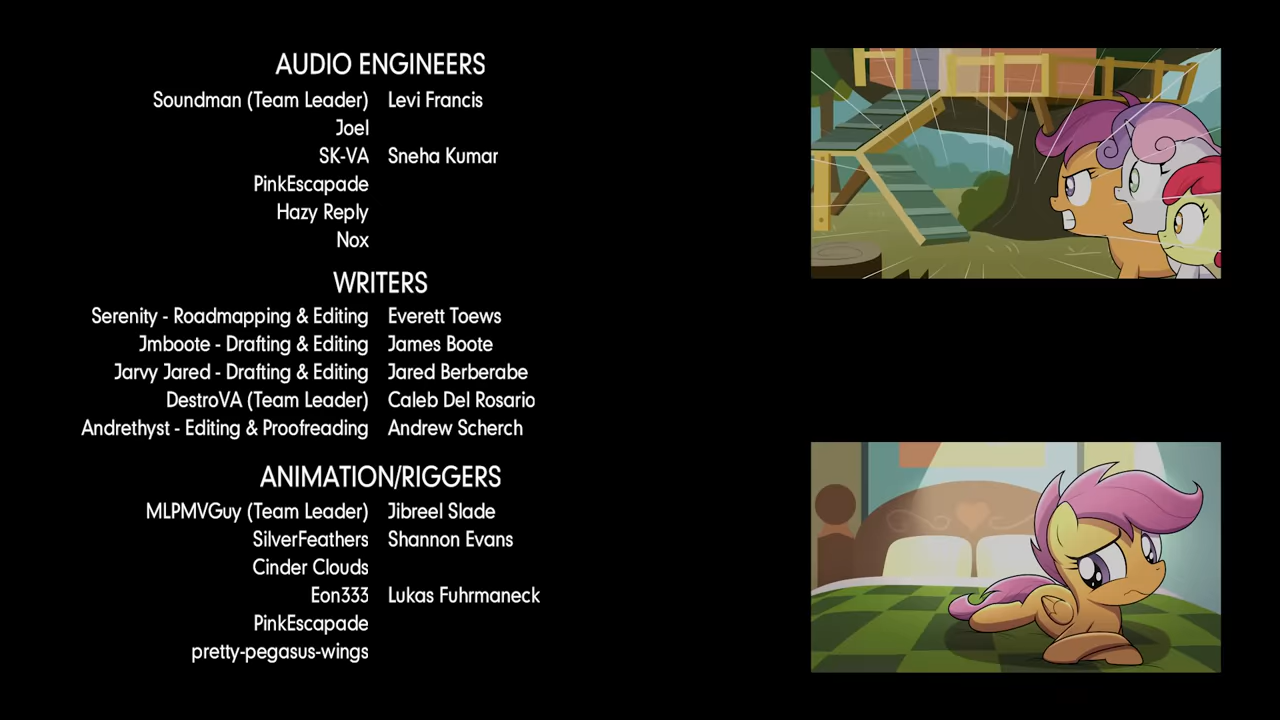 AUDIO ENGINEERS
Soundman (Team Leader) Levi Francis
Joel
SK-VA Sneha Kumar
PinkEscapade
Hazy Reply
Nox
WRITERS
Serenity - Roadmapping & Editing Everett Toews
Jmboote - Drafting & Editing James Boote
Jarvy Jared - Drafting & Editing Jared Berberabe
DestroVA (Team Leader) Caleb Del Rosario
Andrethyst - Editing & Proofreading Andrew Scherch
ANIMATION/RIGGERS
MLPMVGuy (Team Leader) Jibreel Slade
SilverFeathers Shannon Evans
Cinder Clouds
Eon333 Lukas Fuhrmaneck
PinkEscapade
pretty-pegasus-wings